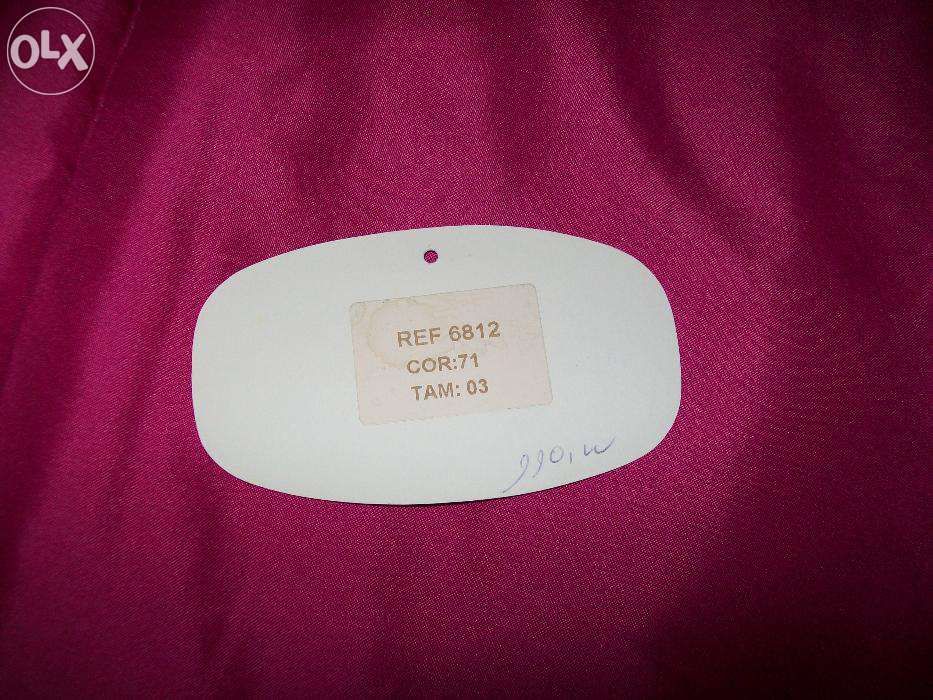 OLX
REF 6812
COR:71
TAM: 03